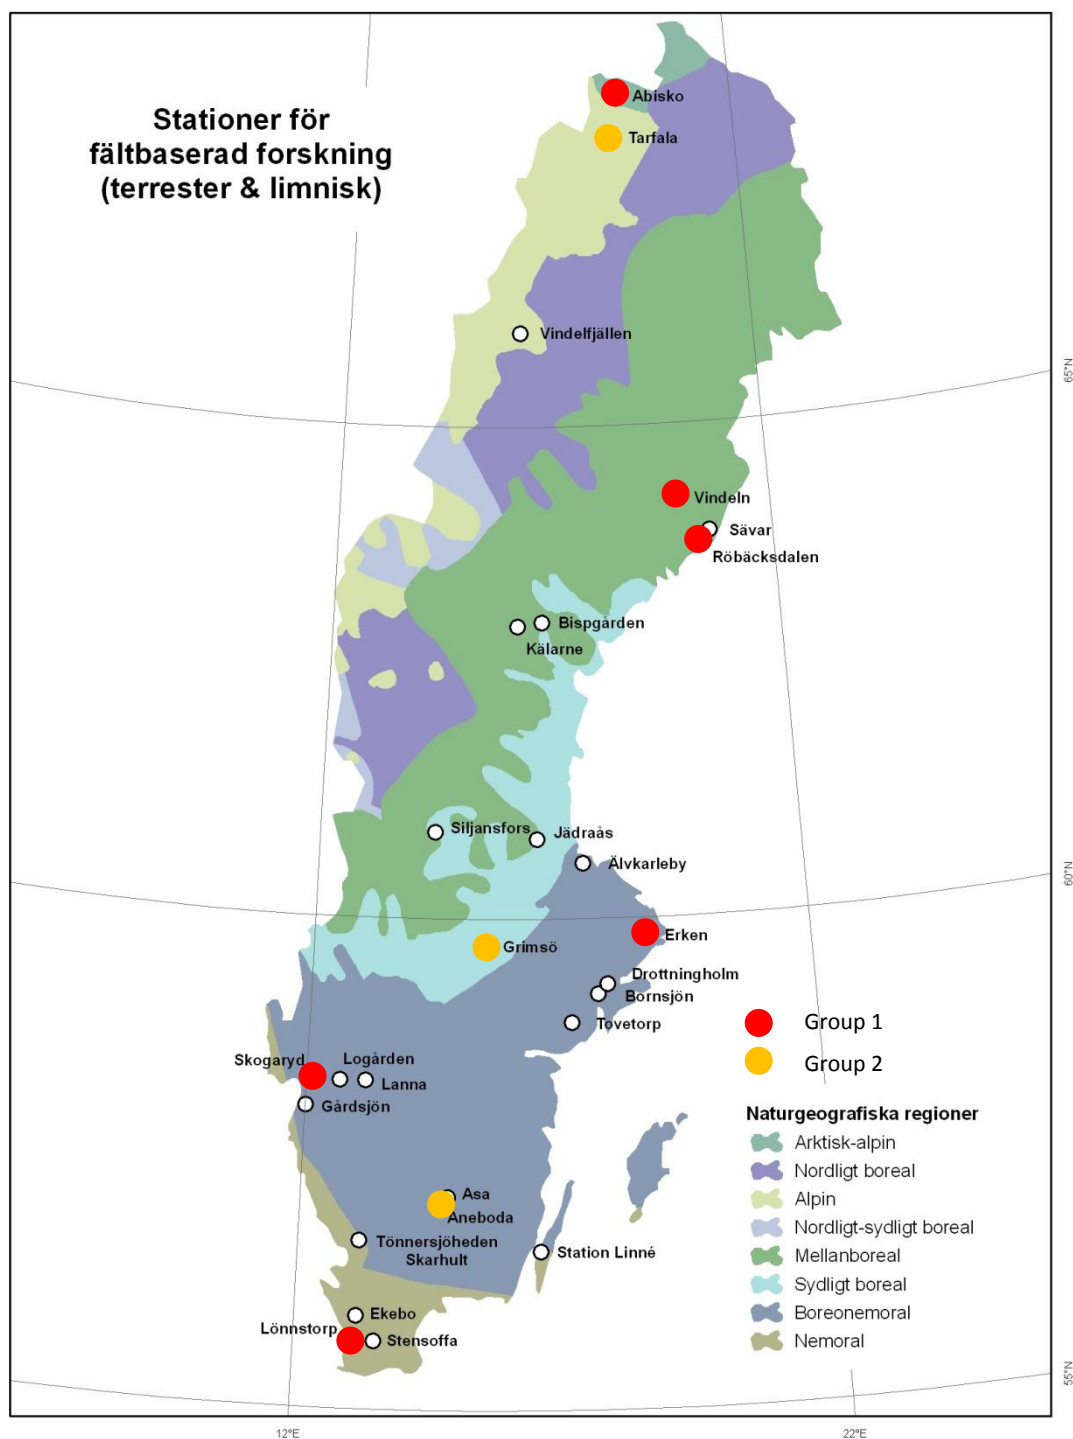 Stationer för
fältbaserad forskning
(terrester & limnisk)
Abisko
Tarfala
Vindelfjällen
65°N
Vindeln
Sävar
Röbäcksdalen
Bispgården
Kälarne
Siljansfors
Jädraås
Älvkarleby
60°N
Erken
Grimsö
Drottningholm
Bornsjön
Tovetorp
Group 1
Group 2
Skogaryd
Logården
Lanna
Gårdsjön
Naturgeografiska regioner
Arktisk-alpin
Nordligt boreal
Alpin
Nordligt-sydligt boreal
Mellanboreal
Sydligt boreal
Boreonemoral
Nemoral
Asa
Aneboda
Tönnersjöheden
Skarhult
Station Linné
Ekebo
Lönnstorp
Stensoffa
55°N
12°E
22°E